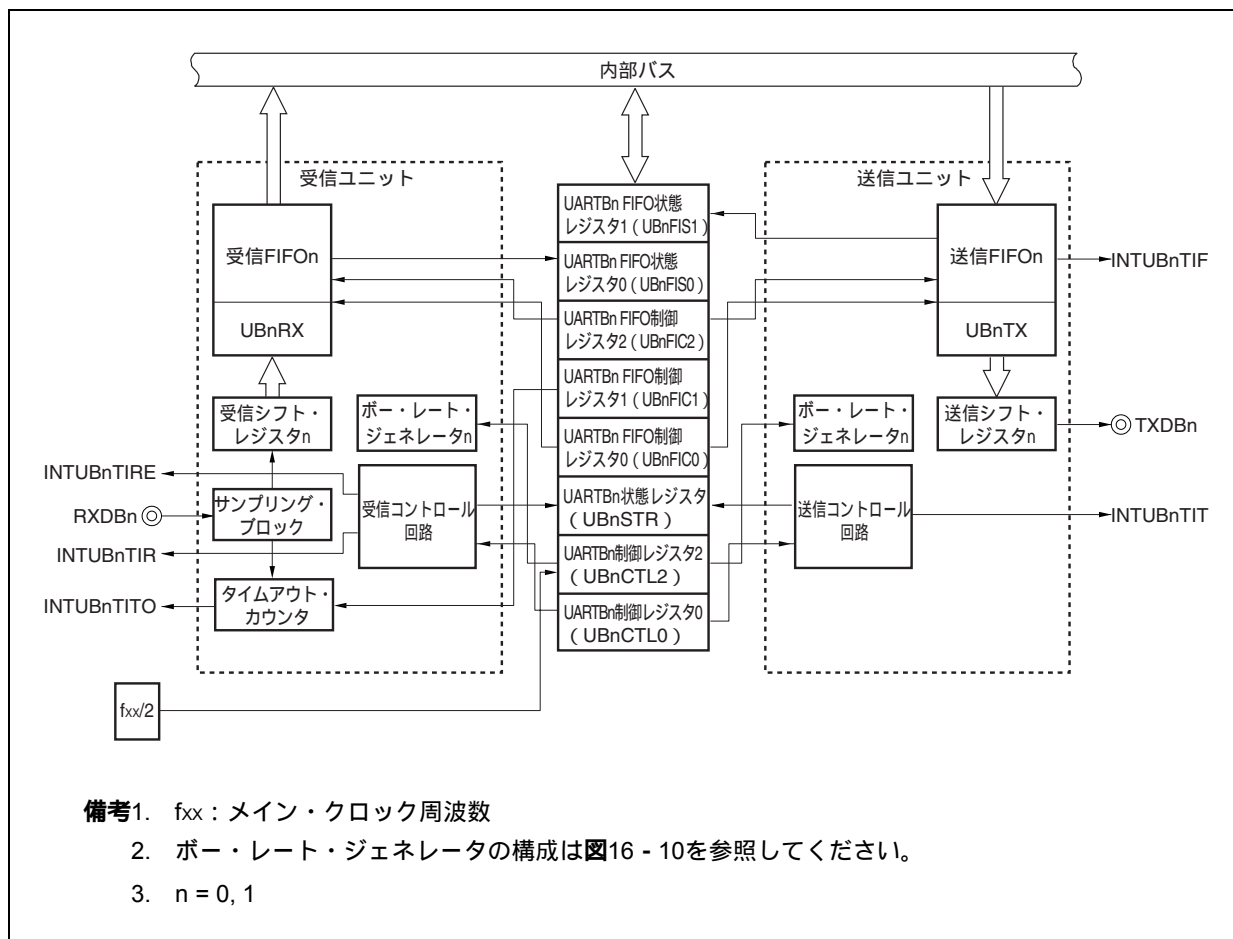 内部バス
受信ユニット
受信FIFOn
UBnRX
受信シフト・
レジスタn
ボー・レート・
ジェネレータn
INTUBnTIRE
RXDBn
サンプリング・
ブロック
受信コントロール
回路
INTUBnTIR
INTUBnTITO
タイムアウト・
カウンタ
fxx/2
UARTBn FIFO状態
レジスタ1（UBnFIS1）
UARTBn FIFO状態
レジスタ0（UBnFIS0）
UARTBn FIFO制御
レジスタ2（UBnFIC2）
UARTBn FIFO制御
レジスタ1（UBnFIC1）
UARTBn FIFO制御
レジスタ0（UBnFIC0）
UARTBn状態レジスタ
（UBnSTR）
UARTBn制御レジスタ2
（UBnCTL2）
UARTBn制御レジスタ0
（UBnCTL0）
送信ユニット
送信FIFOn
UBnTX
INTUBnTIF
ボー・レート・
ジェネレータn
送信シフト・
レジスタn
TXDBn
送信コントロール
回路
INTUBnTIT
備考1. fxx：メイン・クロック周波数
2. ボー・レート・ジェネレータの構成は図16 - 10を参照してください。
3. n = 0, 1